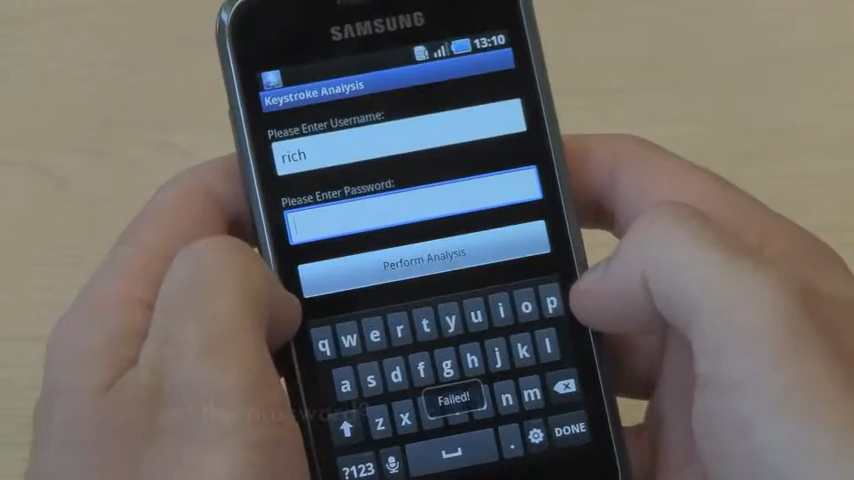 SAMSUNG
13:10
Keystroke Analysis
Please Enter Username:
rich
Please Enter Password:
Perform Analysis
q w e r t y u i o p
a s d f g h j k l
Failed!
z x n m
?123 . DONE